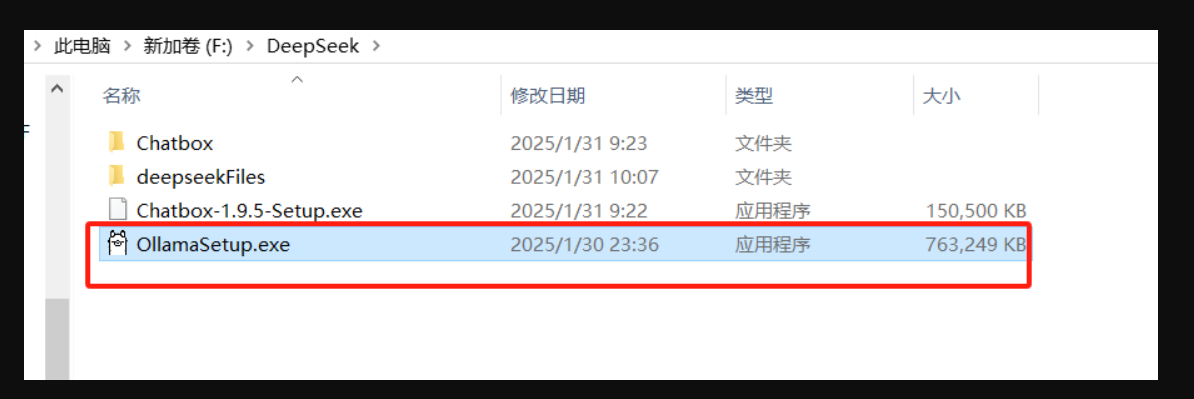 此电脑 > 新加卷 (F:) > DeepSeek >
名称 修改日期 类型 大小
Chatbox 2025/1/31 9:23 文件夹
deepseekFiles 2025/1/31 10:07 文件夹
Chatbox-1.9.5-Setup.exe 2025/1/31 9:22 应用程序 150,500 KB
OllamaSetup.exe 2025/1/30 23:36 应用程序 763,249 KB